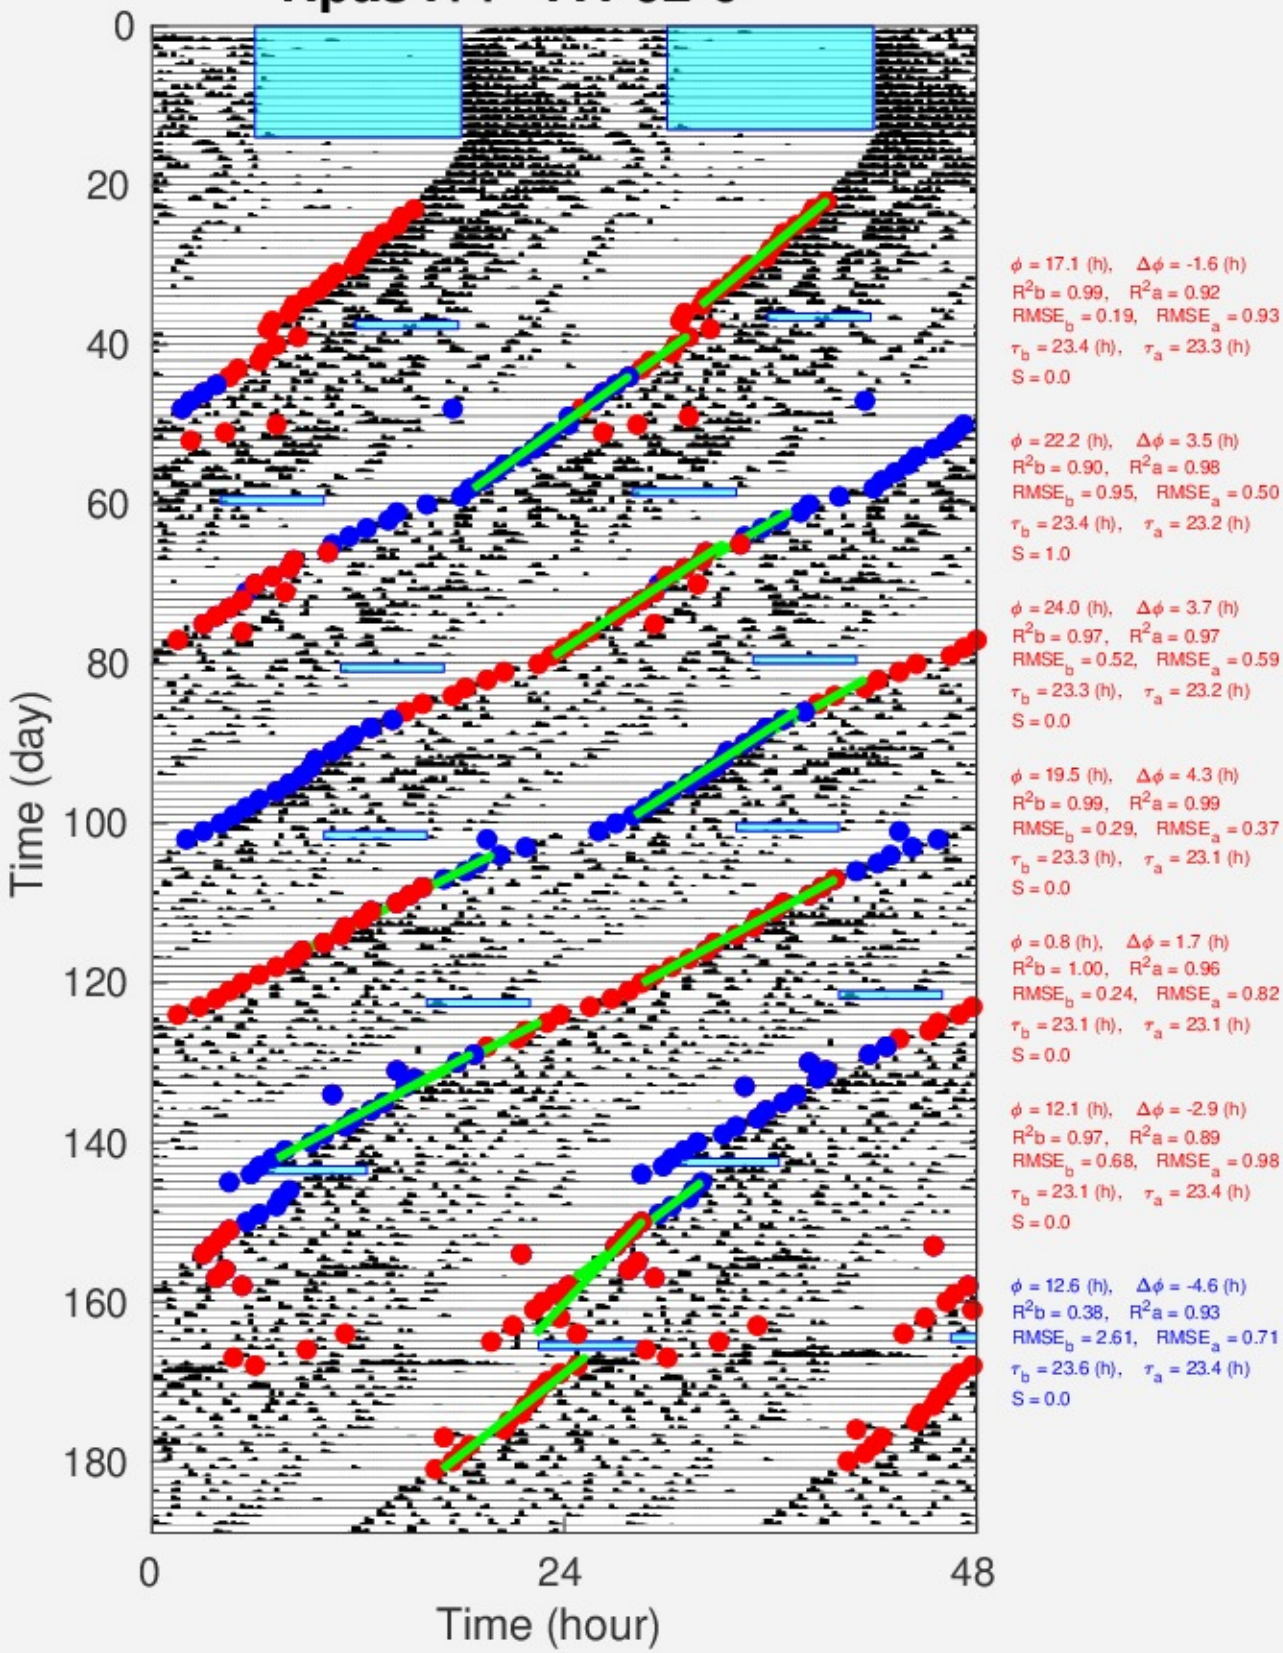 0
20
40
60
80
100
120
140
160
180
Time (day)
0 24 48
Time (hour)
ϕ = 17.1 (h), Δϕ = -1.6 (h)
R²b = 0.99, R²a = 0.92
RMSE_b = 0.19, RMSE_a = 0.93
τ_b = 23.4 (h), τ_a = 23.3 (h)
S = 0.0
ϕ = 22.2 (h), Δϕ = 3.5 (h)
R²b = 0.90, R²a = 0.98
RMSE_b = 0.95, RMSE_a = 0.50
τ_b = 23.4 (h), τ_a = 23.2 (h)
S = 1.0
ϕ = 24.0 (h), Δϕ = 3.7 (h)
R²b = 0.97, R²a = 0.97
RMSE_b = 0.52, RMSE_a = 0.59
τ_b = 23.3 (h), τ_a = 23.2 (h)
S = 0.0
ϕ = 19.5 (h), Δϕ = 4.3 (h)
R²b = 0.99, R²a = 0.99
RMSE_b = 0.29, RMSE_a = 0.37
τ_b = 23.3 (h), τ_a = 23.1 (h)
S = 0.0
ϕ = 0.8 (h), Δϕ = 1.7 (h)
R²b = 1.00, R²a = 0.96
RMSE_b = 0.24, RMSE_a = 0.82
τ_b = 23.1 (h), τ_a = 23.1 (h)
S = 0.0
ϕ = 12.1 (h), Δϕ = -2.9 (h)
R²b = 0.97, R²a = 0.89
RMSE_b = 0.68, RMSE_a = 0.98
τ_b = 23.1 (h), τ_a = 23.4 (h)
S = 0.0
ϕ = 12.6 (h), Δϕ = -4.6 (h)
R²b = 0.38, R²a = 0.93
RMSE_b = 2.61, RMSE_a = 0.71
τ_b = 23.6 (h), τ_a = 23.4 (h)
S = 0.0